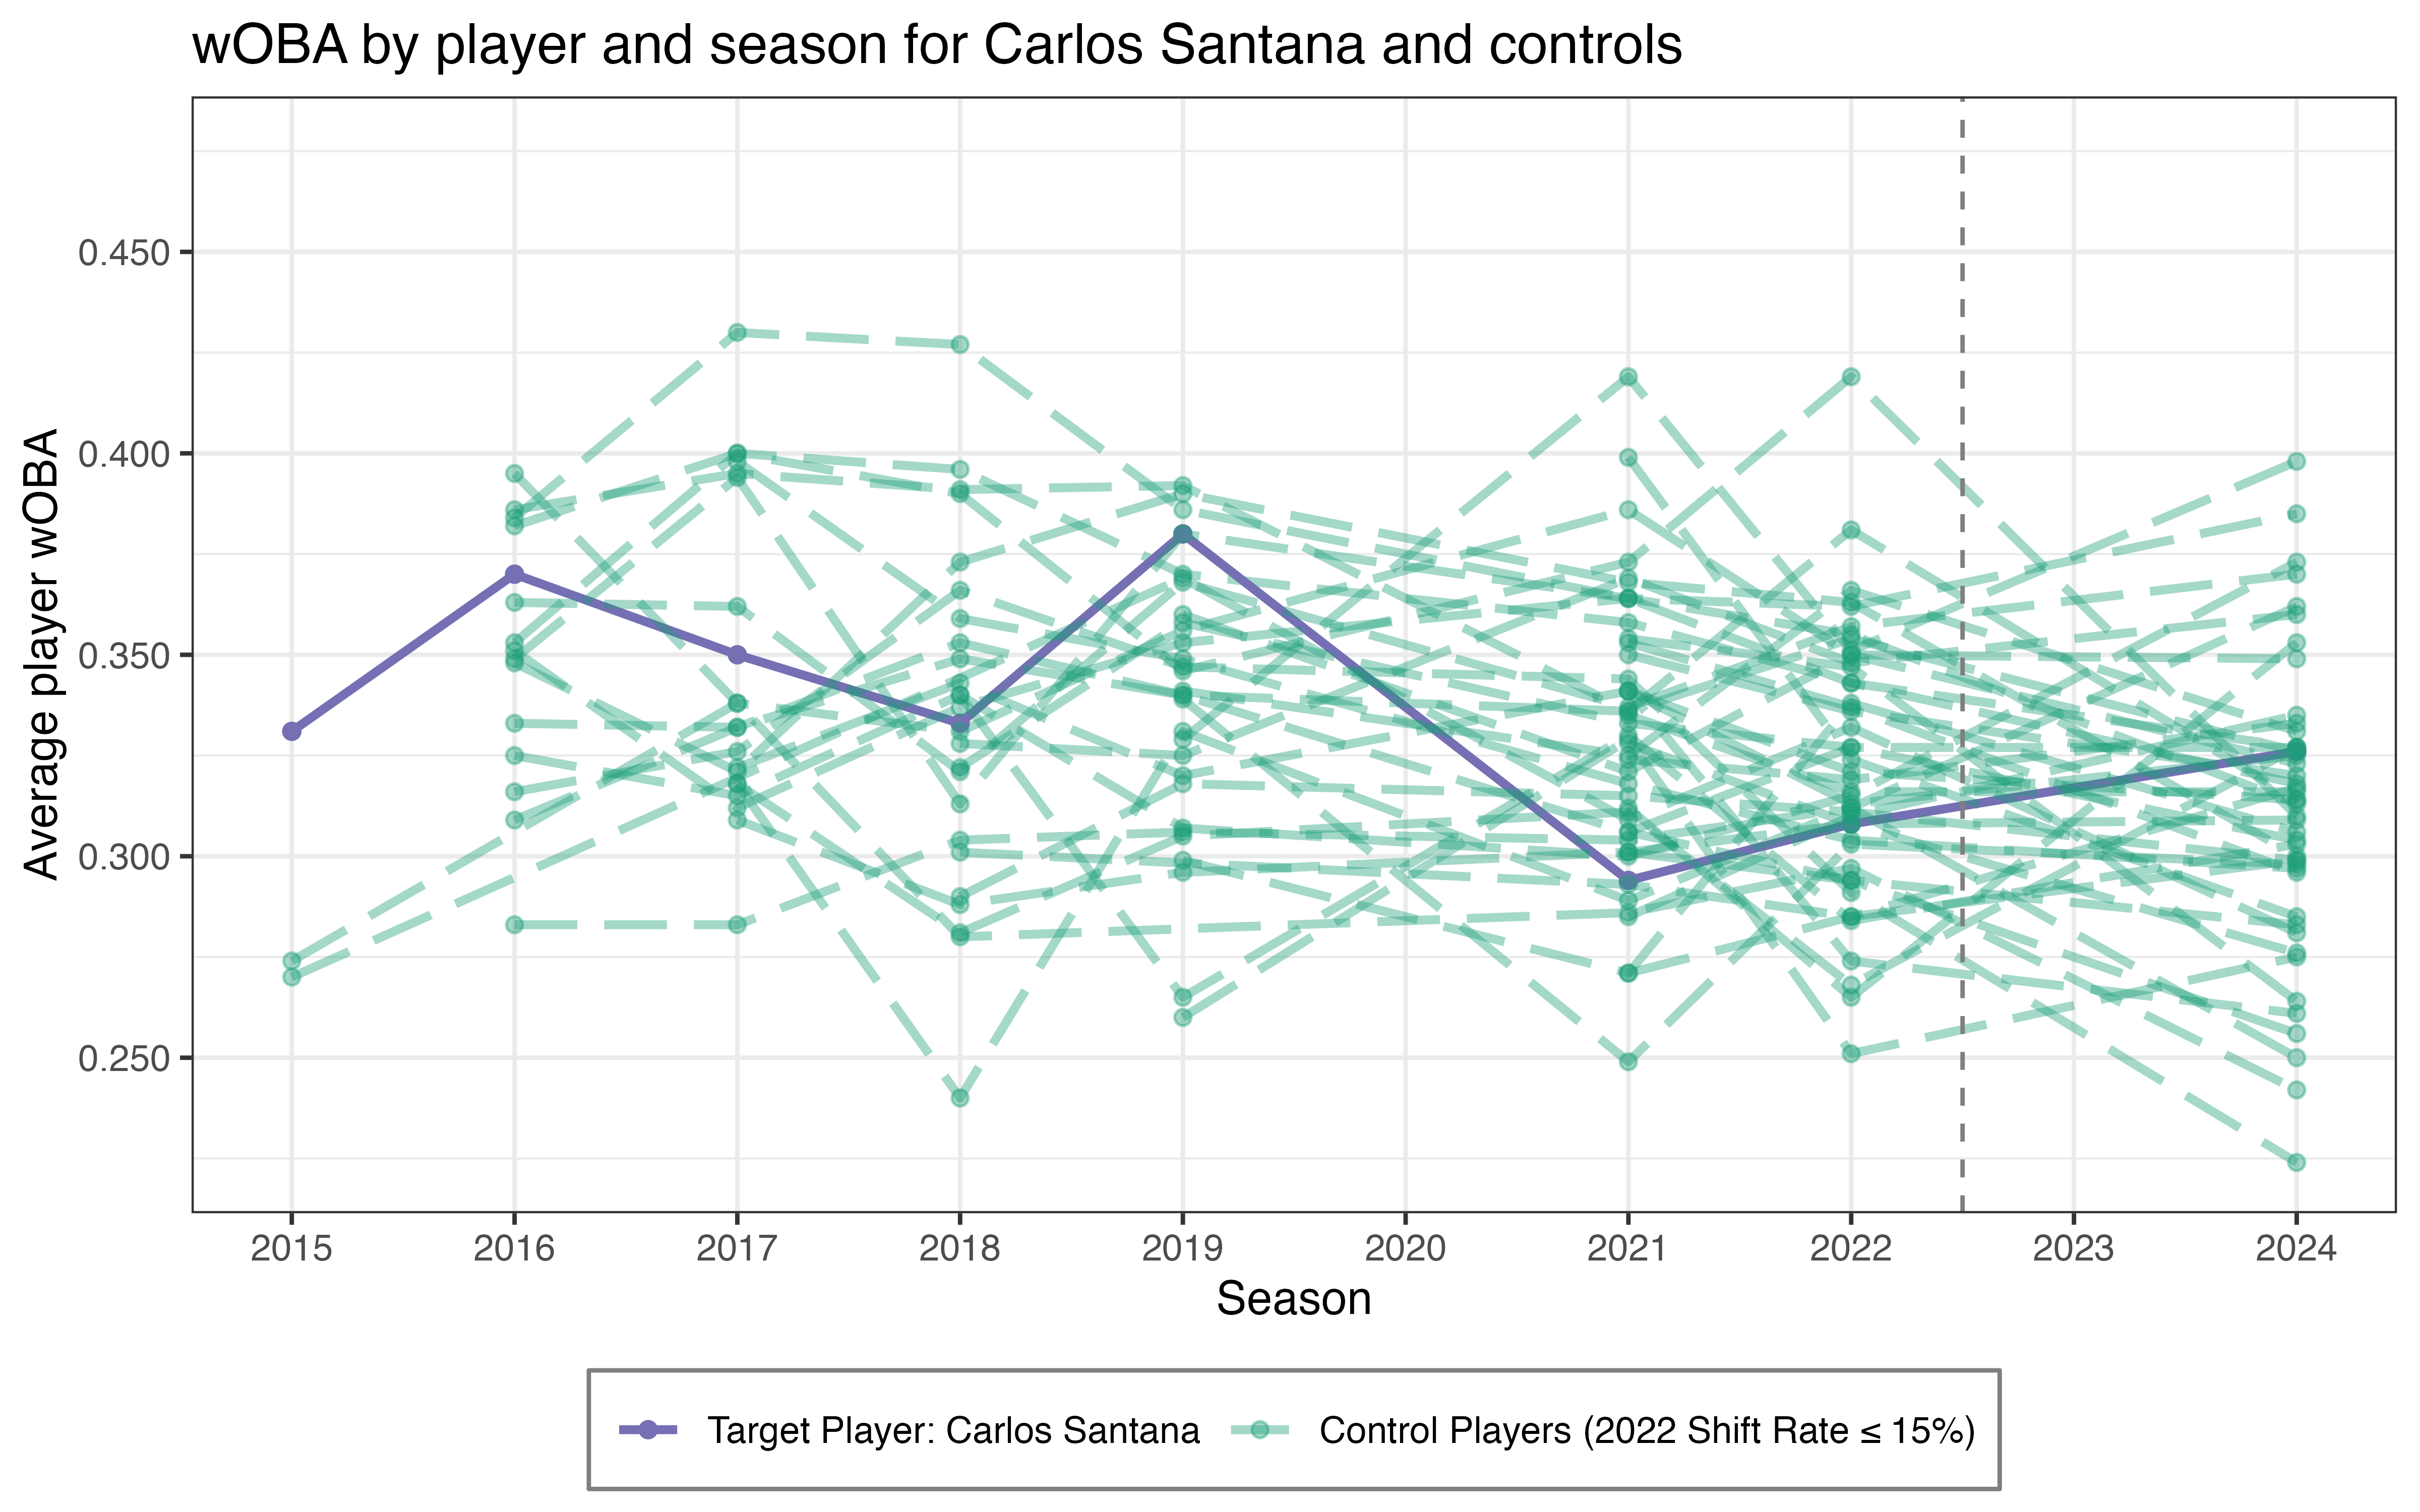 wOBA by player and season for Carlos Santana and controls
Average player wOBA
0.450
0.400
0.350
0.300
0.250
2015 2016 2017 2018 2019 2020 2021 2022 2023 2024
Season
Target Player: Carlos Santana Control Players (2022 Shift Rate ≤ 15%)